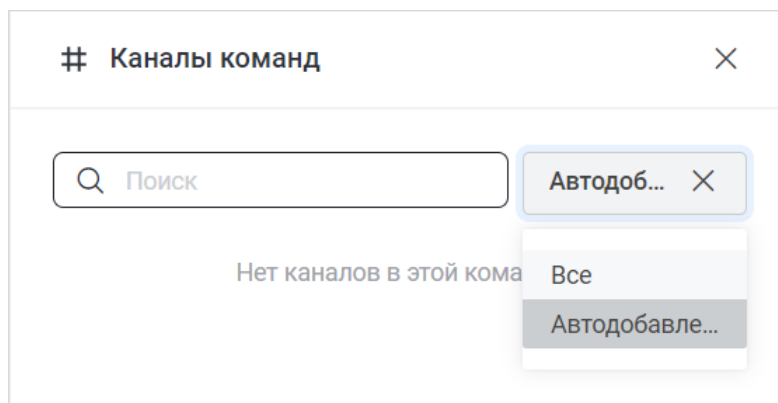 Каналы команд
Поиск
Автодоб...
Нет каналов в этой кома
Все
Автодобавле...